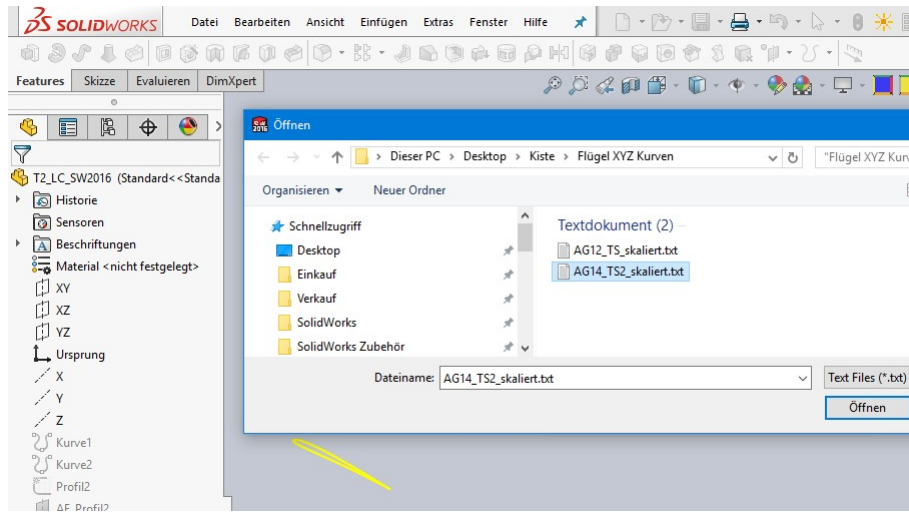 SOLIDWORKS Datei Bearbeiten Ansicht Einfügen Extras Fenster Hilfe
Features Skizze Evaluieren DimXpert
T2_LC_SW2016 (Standard<<Standa
Historie
Sensoren
Beschriftungen
Material <nicht festgelegt>
XY
XZ
YZ
Ursprung
X
Y
Z
Kurve1
Kurve2
Profil2
AF_Profil2
Öffnen
Dieser PC > Desktop > Kiste > Flügel XYZ Kurven
"Flügel XYZ Kurv
Organisieren Neuer Ordner
Schnellzugriff
Desktop
Einkauf
Verkauf
SolidWorks
SolidWorks Zubehör
Textdokument (2)
AG12_TS_skaliert.txt
AG14_TS2_skaliert.txt
Dateiname: AG14_TS2_skaliert.txt
Text Files (*.txt)
Öffnen